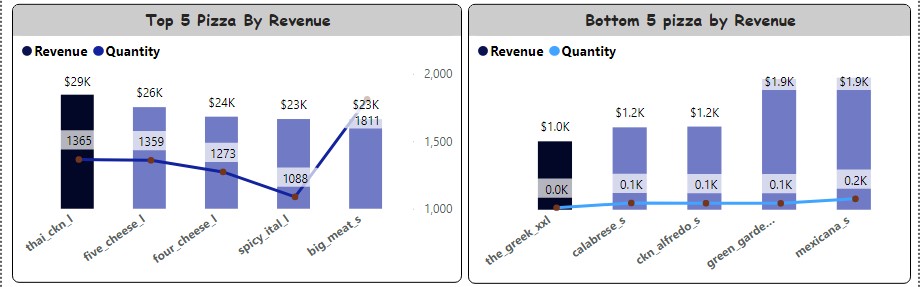 Top 5 Pizza By Revenue
Revenue Quantity
2,000
1,500
1,000
$29K
$26K
$24K
$23K
$23K
1365
1359
1273
1088
1811
thai_ckn_l
five_cheese_l
four_cheese_l
spicy_ital_l
big_meat_s
Bottom 5 pizza by Revenue
Revenue Quantity
$1.0K
$1.2K
$1.2K
$1.9K
$1.9K
0.0K
0.1K
0.1K
0.1K
0.2K
the_greek_xxl
calabrese_s
ckn_alfredo_s
green_garde...
mexicana_s